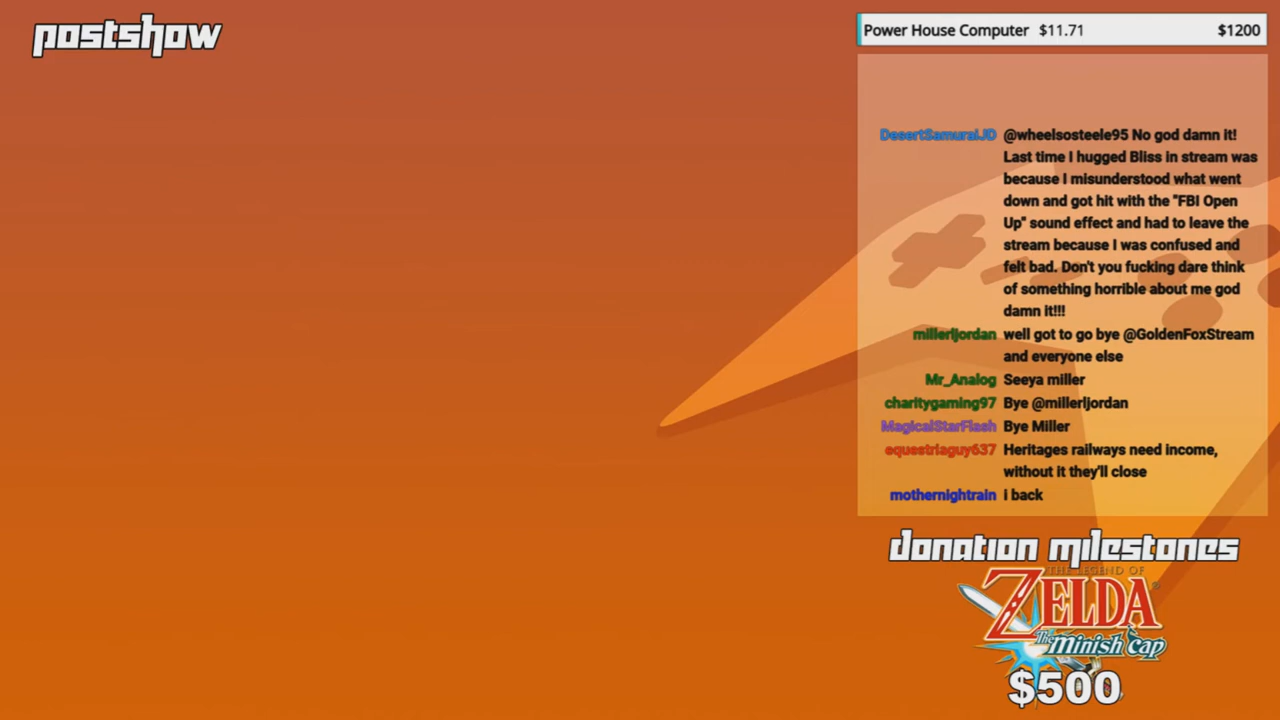 postshow
Power House Computer $11.71 $1200
DesertSamuraiJD @wheelsosteele95 No god damn it!
Last time I hugged Bliss in stream was
because I misunderstood what went
down and got hit with the "FBI Open
Up" sound effect and had to leave the
stream because I was confused and
felt bad. Don't you fucking dare think
of something horrible about me god
damn it!!!
millerljordan well got to go bye @GoldenFoxStream
and everyone else
Mr_Analog Seeya miller
charitygaming97 Bye @millerljordan
MagicalStarFlash Bye Miller
equestriaguy637 Heritages railways need income,
without it they'll close
mothernightrain i back
donation milestones
THE LEGEND OF
ZELDA
The Minish Cap
$500